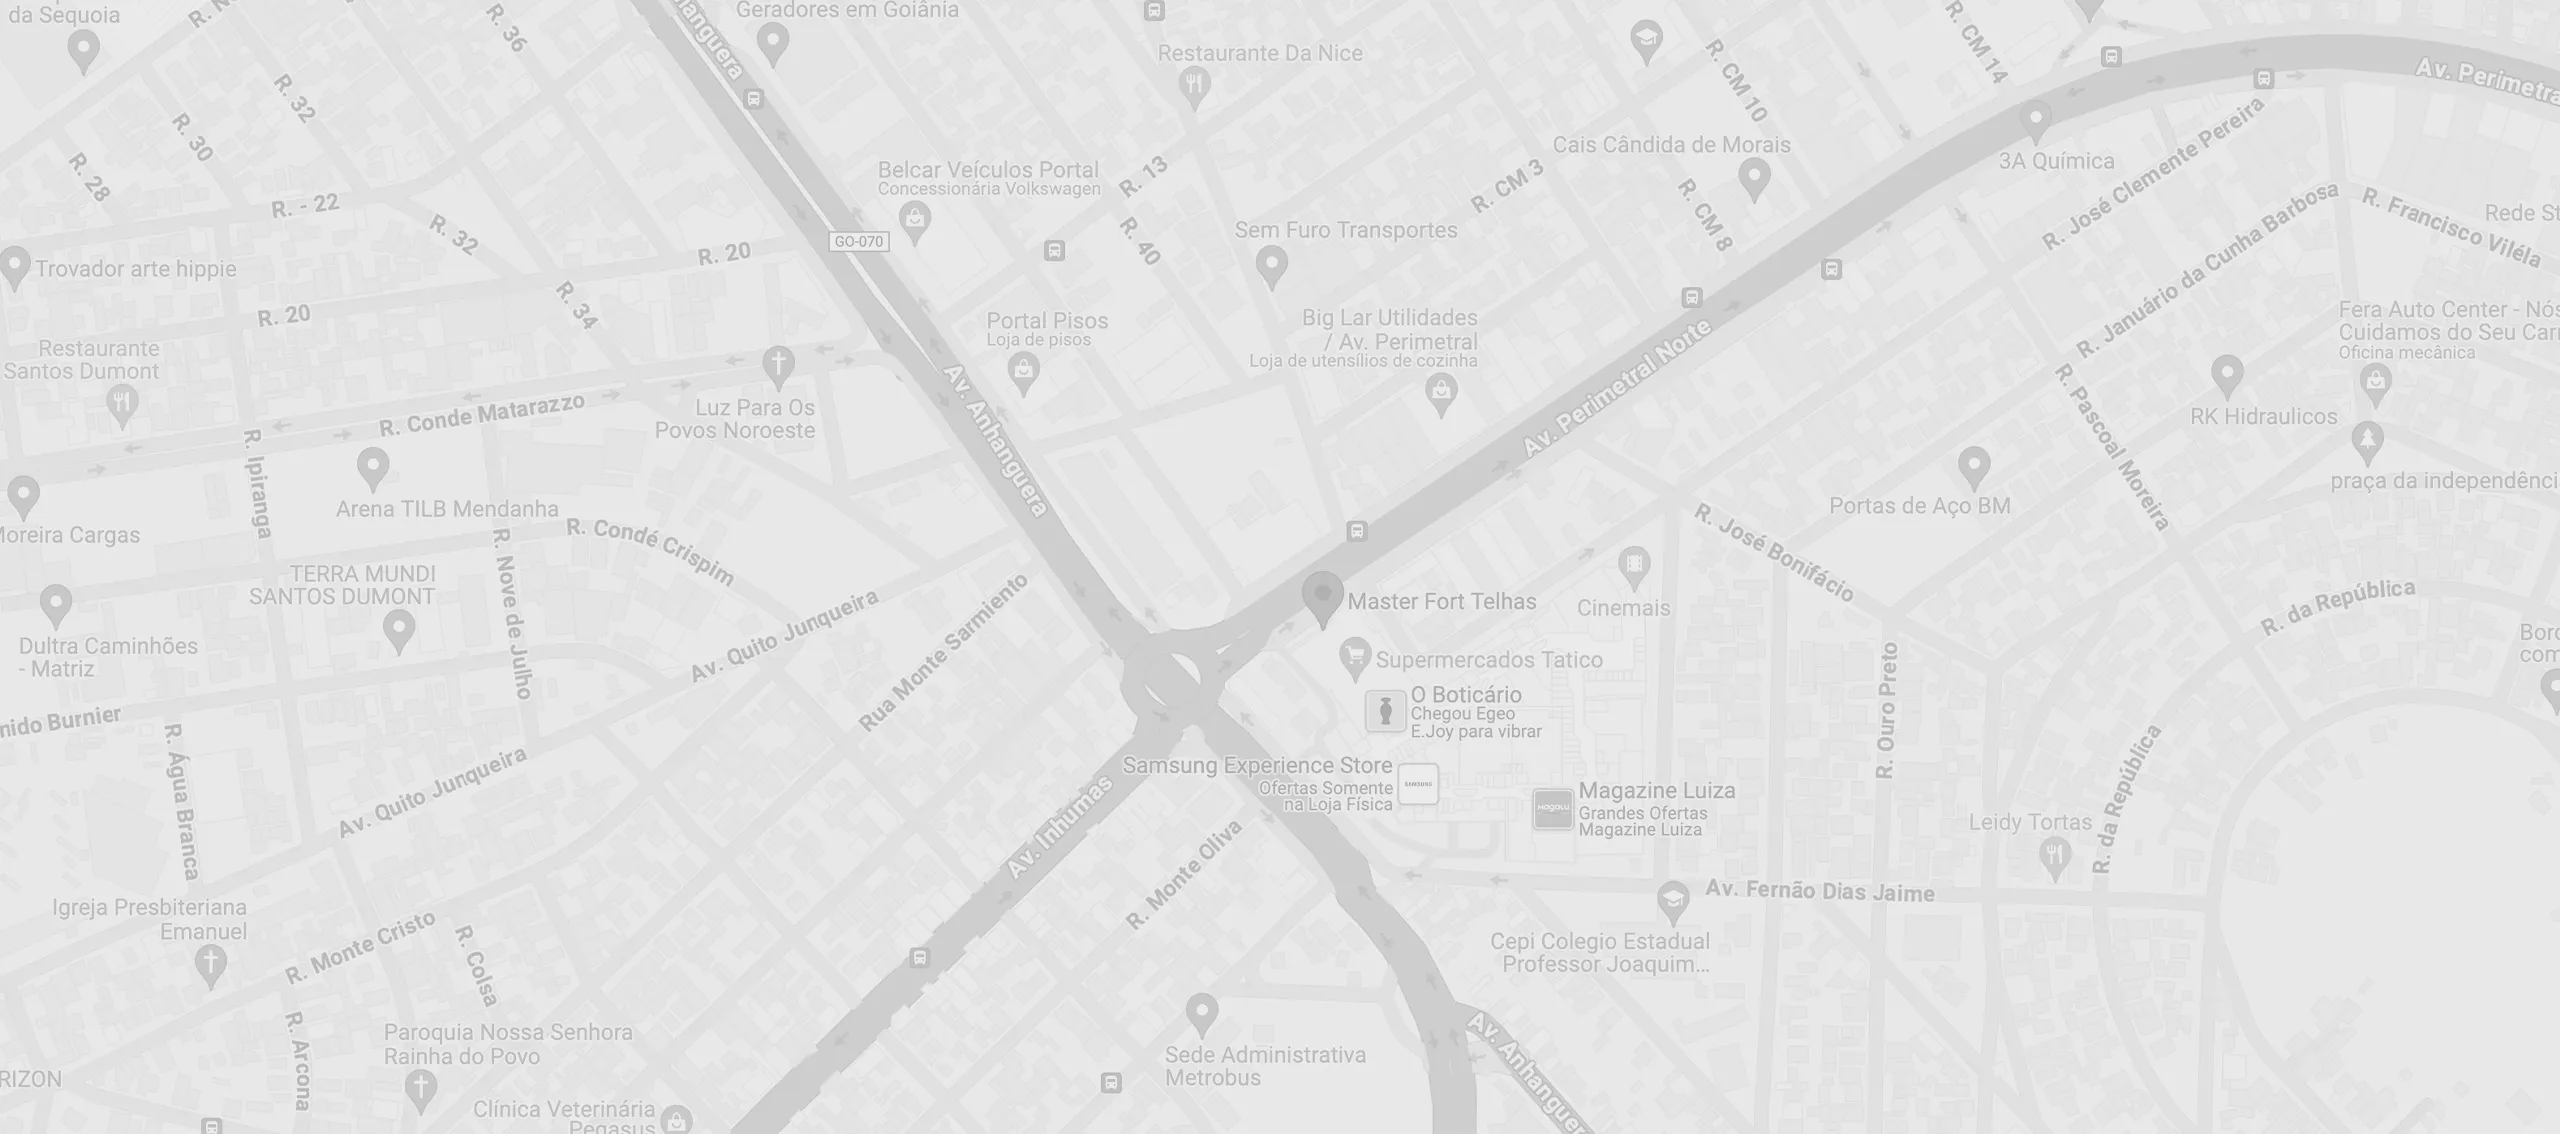 da Sequoia
R. 36
Anhanguera
Geradores em Goiânia
Restaurante Da Nice
R. CM 10
R. CM 14
Av. Perimetral
R. 32
R. 30
R. 28
R. - 22
R. 32
R. 20
R. 20
R. 34
Trovador arte hippie
Restaurante
Santos Dumont
Belcar Veículos Portal
Concessionária Volkswagen
GO-070
R. 13
R. 40
Cais Cândida de Morais
R. CM 3
R. CM 8
Sem Furo Transportes
3A Química
R. José Clemente Pereira
R. Januário da Cunha Barbosa
R. Francisco Viléla
Rede St
Portal Pisos
Loja de pisos
Big Lar Utilidades
/ Av. Perimetral
Loja de utensílios de cozinha
Av. Perimetral Norte
Fera Auto Center - Nós
Cuidamos do Seu Carr
Oficina mecânica
RK Hidraulicos
R. Pascoal Moreira
praça da independênci
Portas de Aço BM
Luz Para Os
Povos Noroeste
R. Conde Matarazzo
Av. Anhanguera
R. Ipiranga
Arena TILB Mendanha
Moreira Cargas
R. Condé Crispim
R. Nove de Julho
TERRA MUNDI
SANTOS DUMONT
Dultra Caminhões
- Matriz
Av. Quito Junqueira
Rua Monte Sarmiento
R. José Bonifácio
Cinemais
Master Fort Telhas
Supermercados Tatico
O Boticário
Chegou Egeo
E.Joy para vibrar
R. Ouro Preto
R. da República
Bord
com
nido Burnier
R. Água Branca
Av. Quito Junqueira
Samsung Experience Store
Ofertas Somente
na Loja Física
SAMSUNG
Magalu
Magazine Luiza
Grandes Ofertas
Magazine Luiza
Leidy Tortas
R. da República
Av. Inhumas
R. Monte Oliva
Av. Fernão Dias Jaime
Igreja Presbiteriana
Emanuel
R. Monte Cristo
R. Colsa
Cepi Colegio Estadual
Professor Joaquim...
R. Arcona
Paroquia Nossa Senhora
Rainha do Povo
Sede Administrativa
Metrobus
Av. Anhanguer
RIZON
Clínica Veterinária
Pegasus